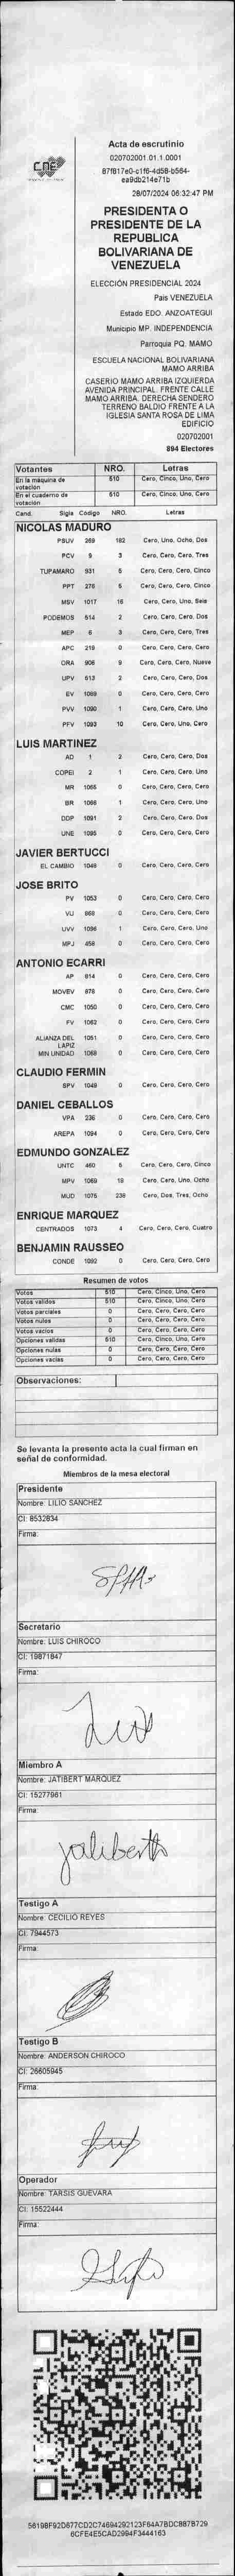 CNE
Acta de escrutinio
020702001.01.1.0001
87f817e0-c1f6-4d58-b564-
ea9db214e71b
28/07/2024 06:32:47 PM
PRESIDENTA O
PRESIDENTE DE LA
REPUBLICA
BOLIVARIANA DE
VENEZUELA
ELECCIÓN PRESIDENCIAL 2024
Pais VENEZUELA
Estado EDO. ANZOATEGUI
Municipio MP. INDEPENDENCIA
Parroquia PQ. MAMO
ESCUELA NACIONAL BOLIVARIANA
MAMO ARRIBA
CASERIO MAMO ARRIBA IZQUIERDA
AVENIDA PRINCIPAL. FRENTE CALLE
MAMO ARRIBA. DERECHA SENDERO
TERRENO BALDIO FRENTE A LA
IGLESIA SANTA ROSA DE LIMA
EDIFICIO
020702001
894 Electores
Votantes NRO. Letras
En la máquina de votación 510 Cero, Cinco, Uno, Cero
En el cuaderno de votación 510 Cero, Cinco, Uno, Cero
Cand. Sigla Código NRO. Letras
NICOLAS MADURO
PSUV 269 182 Cero, Uno, Ocho, Dos
PCV 9 3 Cero, Cero, Cero, Tres
TUPAMARO 931 5 Cero, Cero, Cero, Cinco
PPT 276 5 Cero, Cero, Cero, Cinco
MSV 1017 16 Cero, Cero, Uno, Seis
PODEMOS 514 2 Cero, Cero, Cero, Dos
MEP 6 3 Cero, Cero, Cero, Tres
APC 219 0 Cero, Cero, Cero, Cero
ORA 906 9 Cero, Cero, Cero, Nueve
UPV 513 2 Cero, Cero, Cero, Dos
EV 1089 0 Cero, Cero, Cero, Cero
PVV 1090 1 Cero, Cero, Cero, Uno
PFV 1093 10 Cero, Cero, Uno, Cero
LUIS MARTINEZ
AD 1 2 Cero, Cero, Cero, Dos
COPEI 2 1 Cero, Cero, Cero, Uno
MR 1065 0 Cero, Cero, Cero, Cero
BR 1066 1 Cero, Cero, Cero, Uno
DDP 1091 2 Cero, Cero, Cero, Dos
UNE 1095 0 Cero, Cero, Cero, Cero
JAVIER BERTUCCI
EL CAMBIO 1046 0 Cero, Cero, Cero, Cero
JOSE BRITO
PV 1053 0 Cero, Cero, Cero, Cero
VU 868 0 Cero, Cero, Cero, Cero
UVV 1096 1 Cero, Cero, Cero, Uno
MPJ 458 0 Cero, Cero, Cero, Cero
ANTONIO ECARRI
AP 814 0 Cero, Cero, Cero, Cero
MOVEV 878 0 Cero, Cero, Cero, Cero
CMC 1050 0 Cero, Cero, Cero, Cero
FV 1062 0 Cero, Cero, Cero, Cero
ALIANZA DEL LAPIZ 1051 0 Cero, Cero, Cero, Cero
MIN UNIDAD 1068 0 Cero, Cero, Cero, Cero
CLAUDIO FERMIN
SPV 1049 0 Cero, Cero, Cero, Cero
DANIEL CEBALLOS
VPA 236 0 Cero, Cero, Cero, Cero
AREPA 1094 0 Cero, Cero, Cero, Cero
EDMUNDO GONZALEZ
UNTC 460 5 Cero, Cero, Cero, Cinco
MPV 1069 18 Cero, Cero, Uno, Ocho
MUD 1075 238 Cero, Dos, Tres, Ocho
ENRIQUE MARQUEZ
CENTRADOS 1073 4 Cero, Cero, Cero, Cuatro
BENJAMIN RAUSSEO
CONDE 1092 0 Cero, Cero, Cero, Cero
Resumen de votos
Votos 510 Cero, Cinco, Uno, Cero
Votos validos 510 Cero, Cinco, Uno, Cero
Votos parciales 0 Cero, Cero, Cero, Cero
Votos nulos 0 Cero, Cero, Cero, Cero
Votos vacios 0 Cero, Cero, Cero, Cero
Opciones validas 510 Cero, Cinco, Uno, Cero
Opciones nulas 0 Cero, Cero, Cero, Cero
Opciones vacias 0 Cero, Cero, Cero, Cero
Observaciones:
Se levanta la presente acta la cual firman en
señal de conformidad.
Miembros de la mesa electoral
Presidente
Nombre: LILIO SANCHEZ
CI: 8532834
Firma:
Secretario
Nombre: LUIS CHIROCO
CI: 19871847
Firma:
Miembro A
Nombre: JATIBERT MARQUEZ
CI: 15277961
Firma:
Testigo A
Nombre: CECILIO REYES
CI: 7944573
Firma:
Testigo B
Nombre: ANDERSON CHIROCO
CI: 26605945
Firma:
Operador
Nombre: TARSIS GUEVARA
CI: 15522444
Firma:
56198F92D677CD2C74694292123F64A7BDC887B729
6CFE4E5CAD2994F3444163